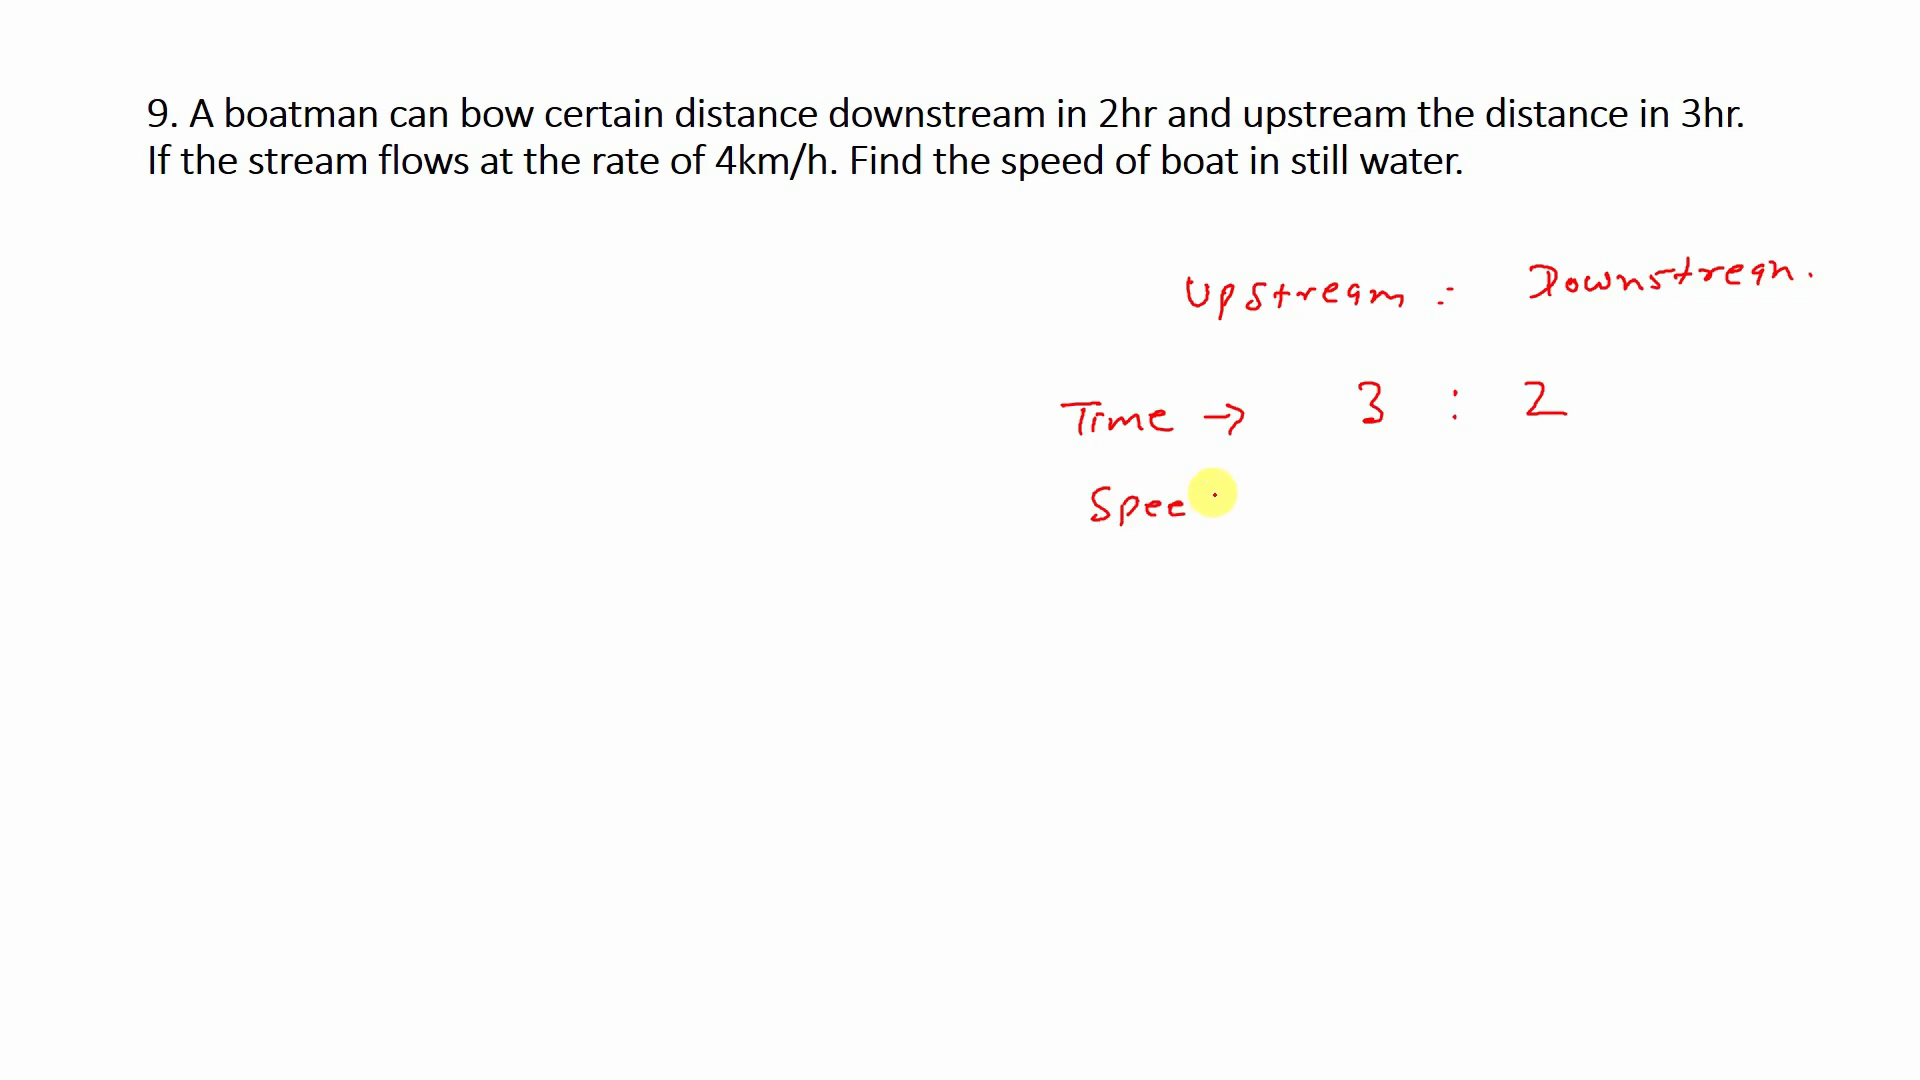 9. A boatman can bow certain distance downstream in 2hr and upstream the distance in 3hr.
If the stream flows at the rate of 4km/h. Find the speed of boat in still water.
Upstream : Downstream.
Time → 3 : 2
Spee